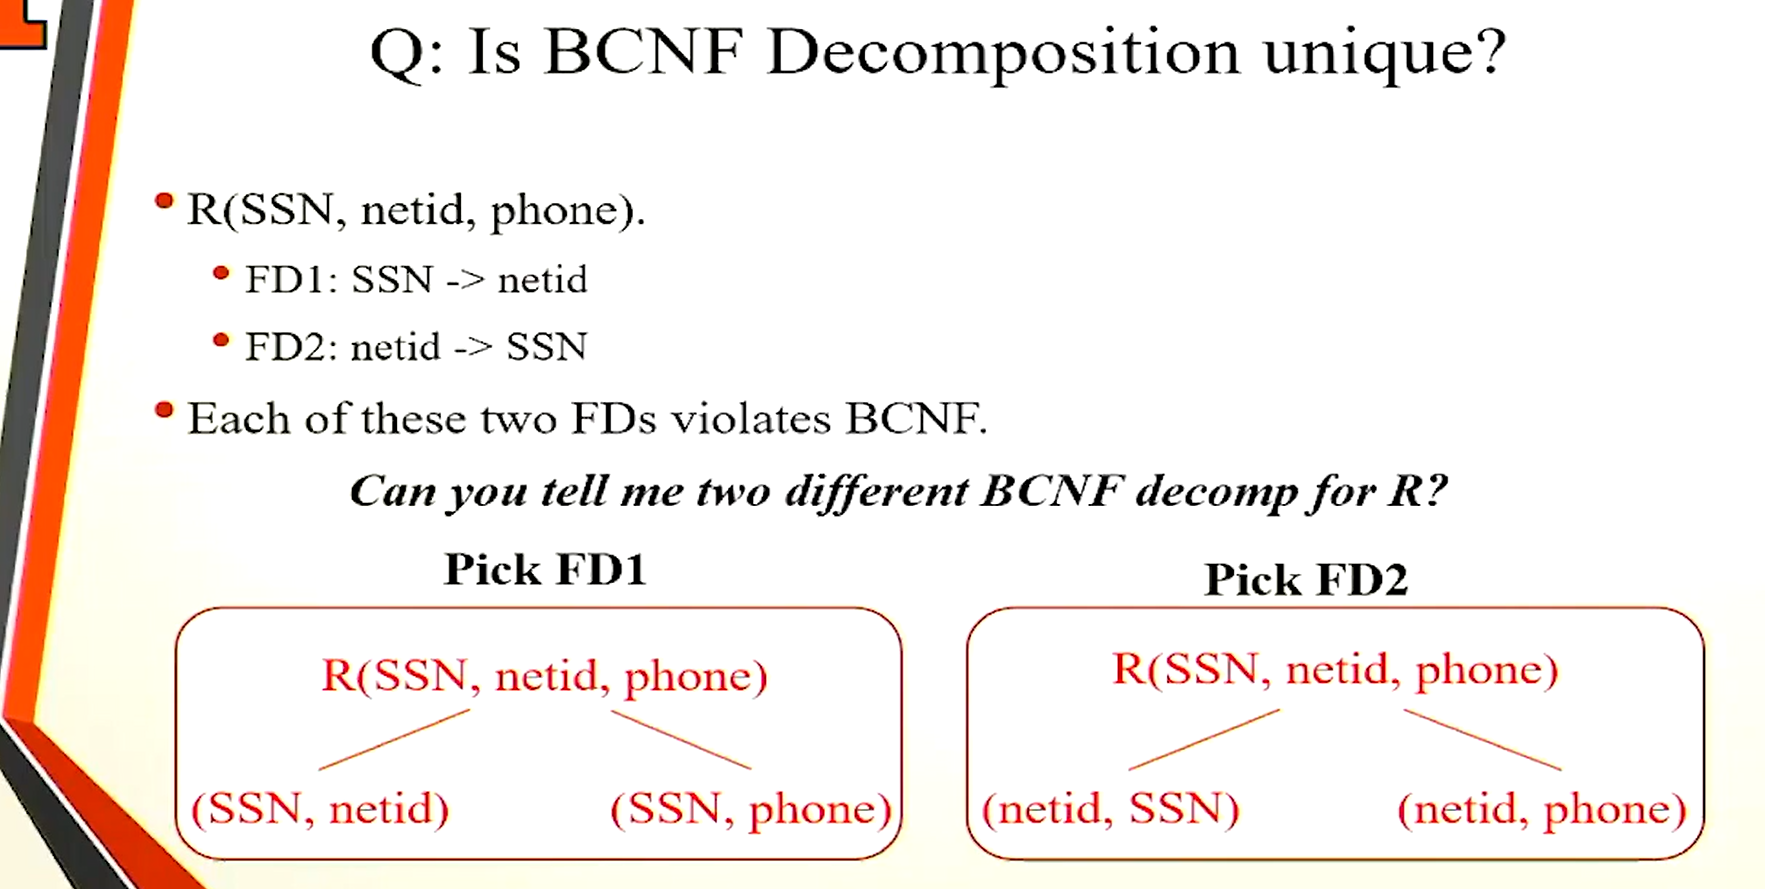 Q: Is BCNF Decomposition unique?
• R(SSN, netid, phone).
• FD1: SSN -> netid
• FD2: netid -> SSN
• Each of these two FDs violates BCNF.
Can you tell me two different BCNF decomp for R?
Pick FD1
R(SSN, netid, phone)
(SSN, netid) (SSN, phone)
Pick FD2
R(SSN, netid, phone)
(netid, SSN) (netid, phone)